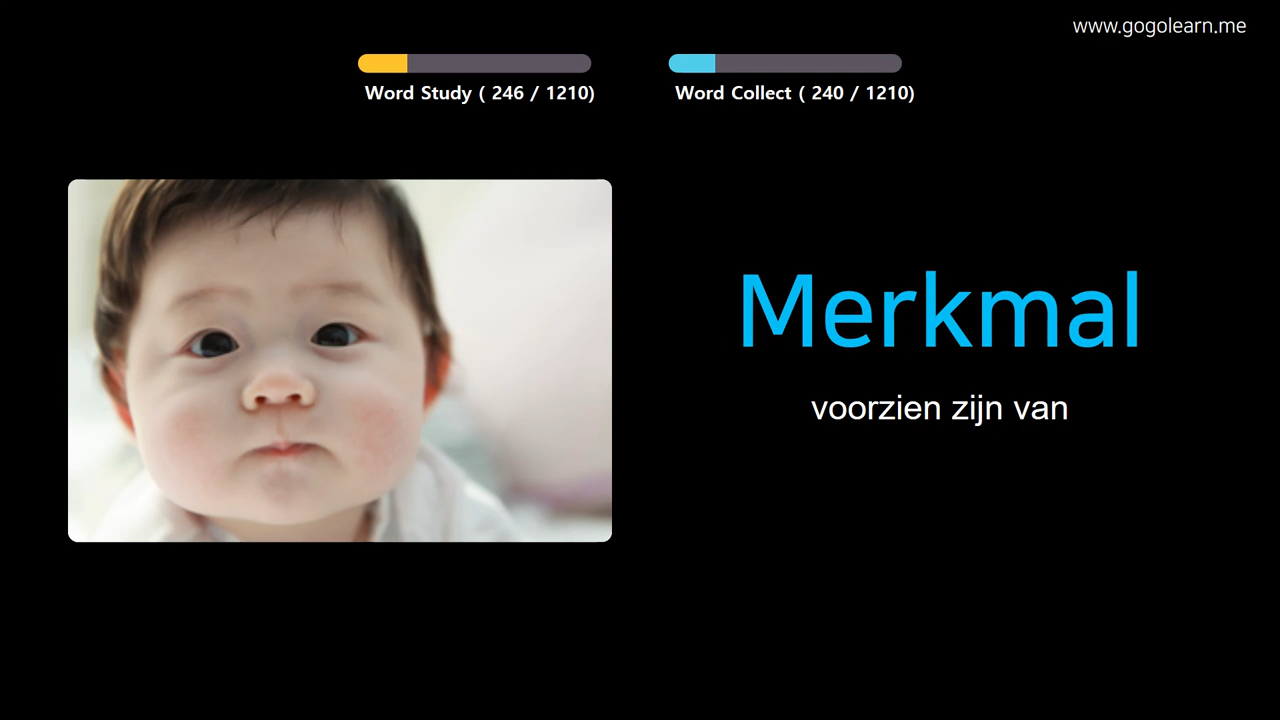 www.gogolearn.me
Word Study ( 246 / 1210)
Word Collect ( 240 / 1210)
Merkmal
voorzien zijn van